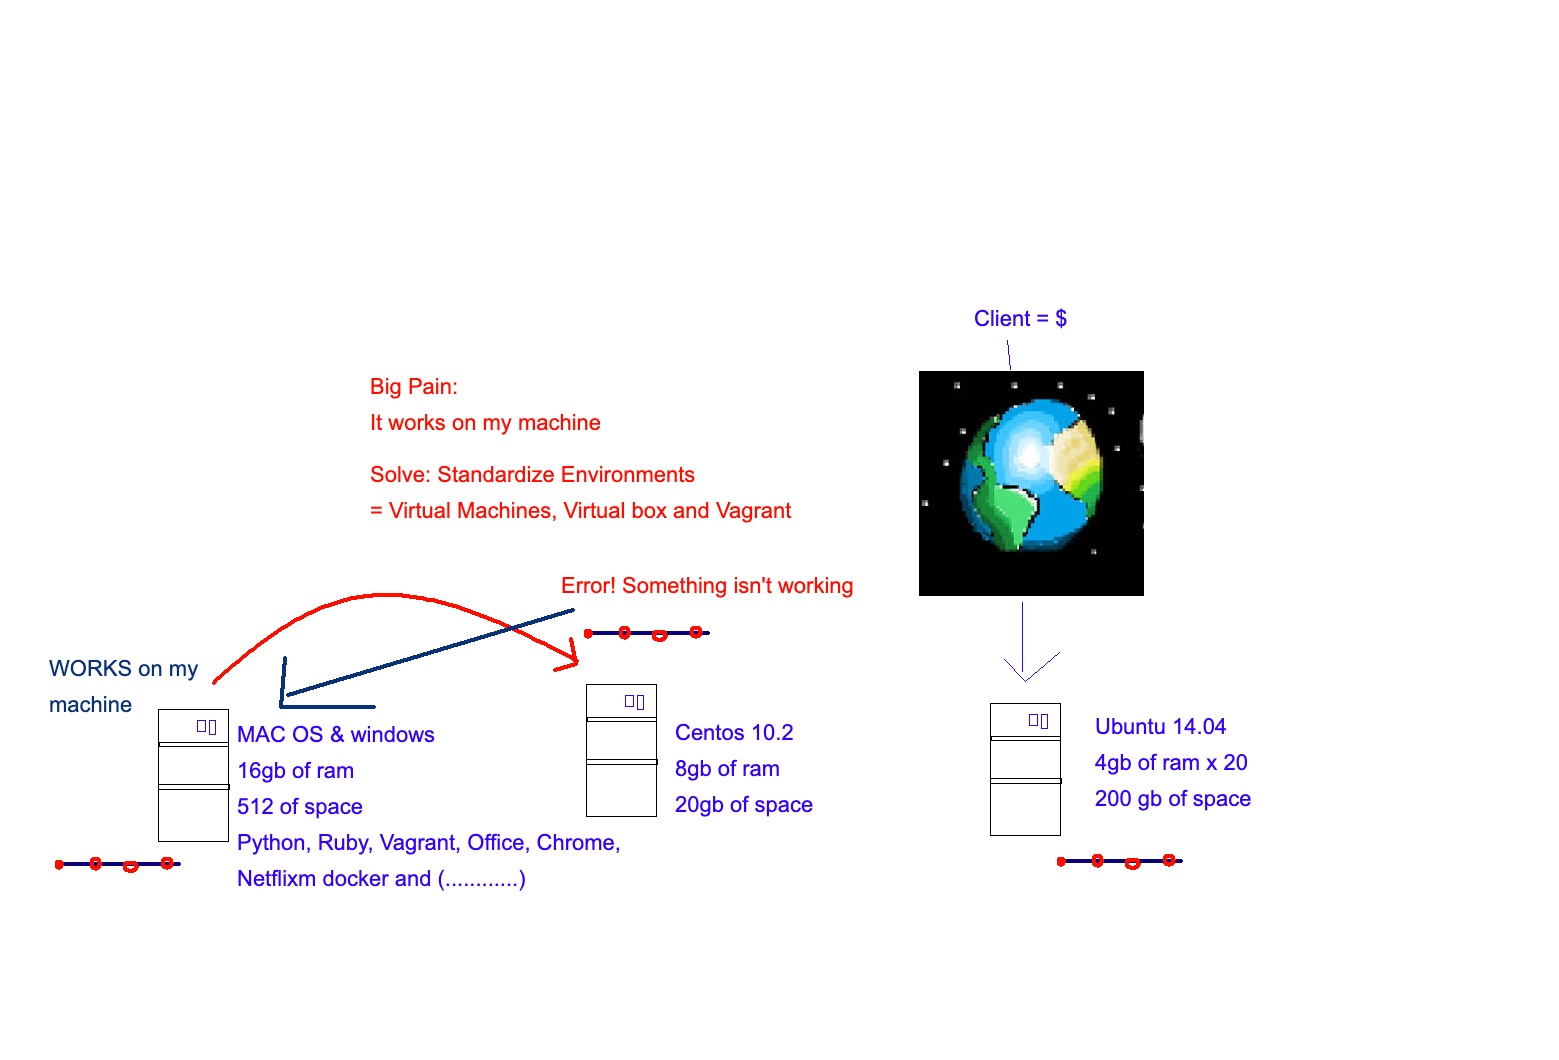 Client = $
Big Pain:
It works on my machine
Solve: Standardize Environments
= Virtual Machines, Virtual box and Vagrant
Error! Something isn't working
WORKS on my
machine
MAC OS & windows
16gb of ram
512 of space
Python, Ruby, Vagrant, Office, Chrome,
Netflixm docker and (............)
Centos 10.2
8gb of ram
20gb of space
Ubuntu 14.04
4gb of ram x 20
200 gb of space